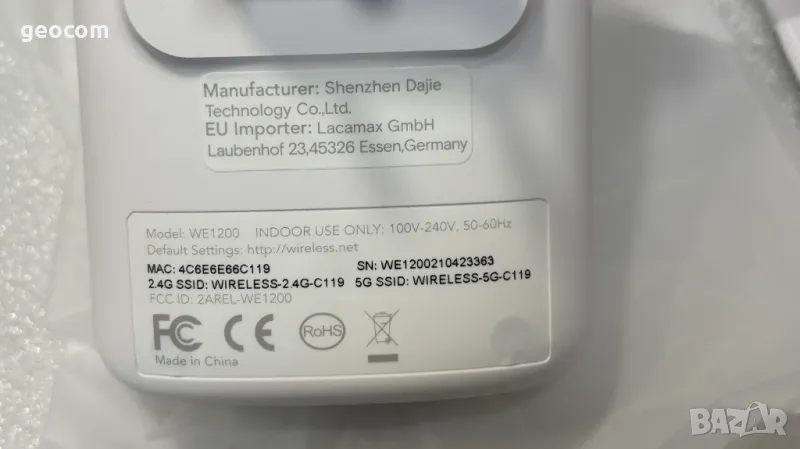 geocom
Manufacturer: Shenzhen Dajie
Technology Co.,Ltd.
EU Importer: Lacamax GmbH
Laubenhof 23,45326 Essen,Germany
Model: WE1200 INDOOR USE ONLY; 100V-240V, 50-60Hz
Default Settings: http://wireless.net
MAC: 4C6E6E66C119 SN: WE1200210423363
2.4G SSID: WIRELESS-2.4G-C119 5G SSID: WIRELESS-5G-C119
FCC ID: 2AREL-WE1200
FC CE RoHS
Made in China
BAZAR